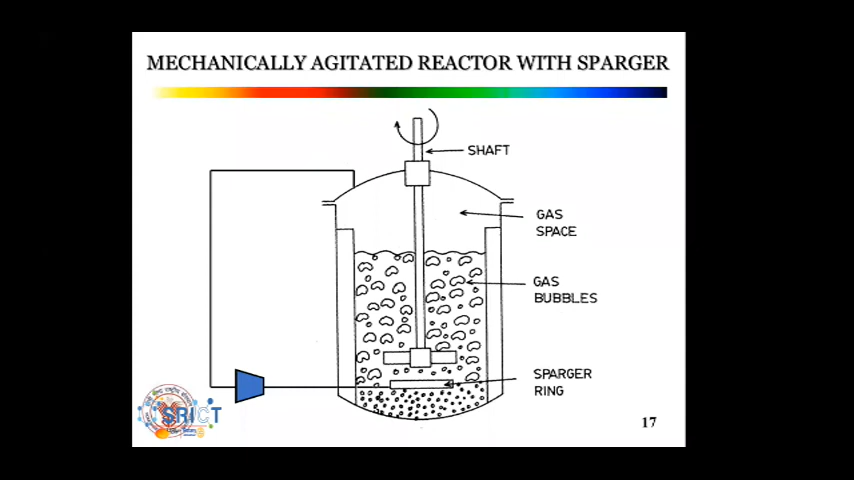 MECHANICALLY AGITATED REACTOR WITH SPARGER
SHAFT
GAS
SPACE
GAS
BUBBLES
SPARGER
RING
SRICT
17